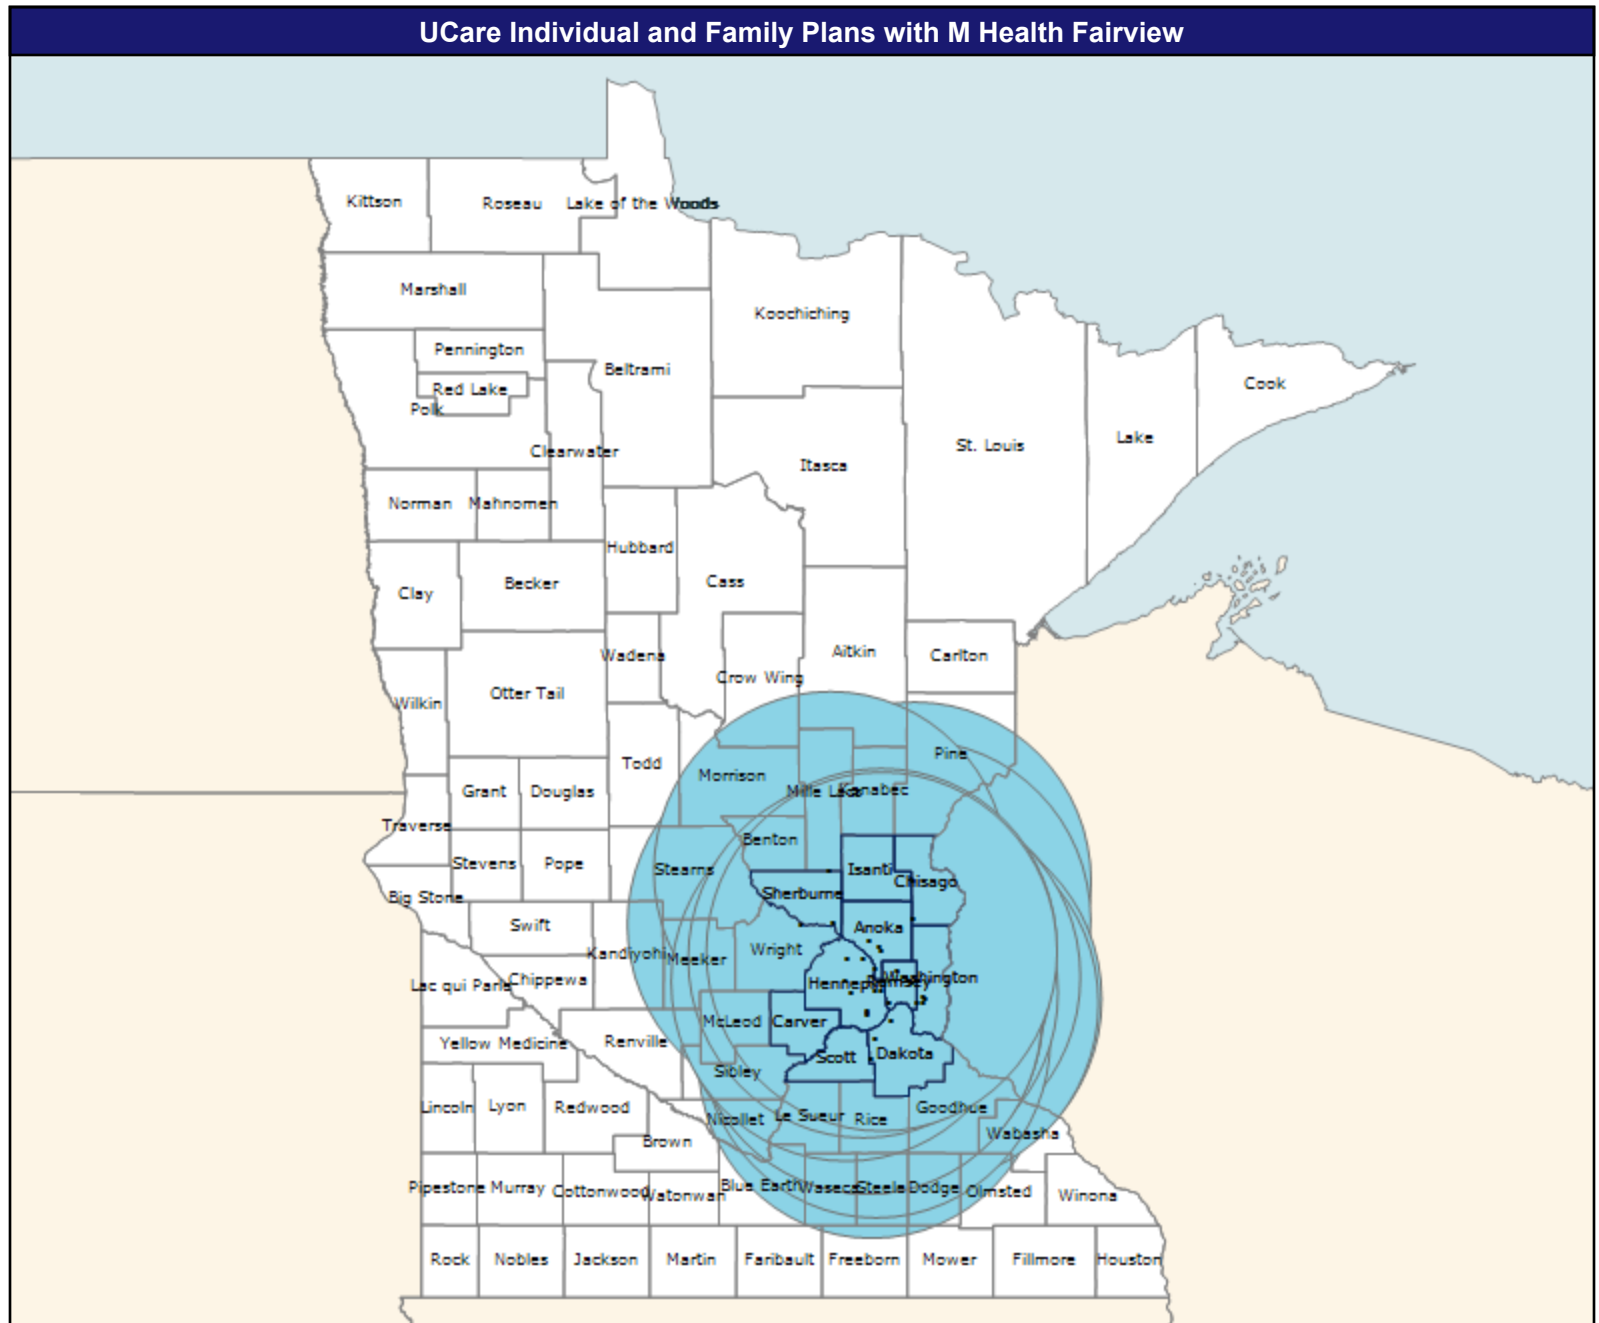 UCare Individual and Family Plans with M Health Fairview
Kittson
Roseau
Lake of the Woods
Marshall
Koochiching
Pennington
Beltrami
Red Lake
Cook
Polk
Lake
St. Louis
Clearwater
Itasca
Norman
Mahnomen
Hubbard
Cass
Becker
Clay
Aitkin
Wadena
Carlton
Crow Wing
Otter Tail
Wilkin
Pine
Todd
Morrison
Grant
Douglas
Mille Lacs
Kanabec
Traverse
Benton
Stevens
Pope
Stearns
Isanti
Chisago
Sherburne
Big Stone
Swift
Anoka
Wright
Kandiyohi
Meeker
Chippewa
Washington
Hennepin
Ramsey
Lac qui Parle
McLeod
Carver
Renville
Yellow Medicine
Scott
Dakota
Sibley
Lincoln
Lyon
Redwood
Goodhue
Nicollet
Le Sueur
Rice
Wabasha
Brown
Pipestone
Murray
Cottonwood
Watonwan
Blue Earth
Waseca
Steele
Dodge
Olmsted
Winona
Rock
Nobles
Jackson
Martin
Faribault
Freeborn
Mower
Fillmore
Houston